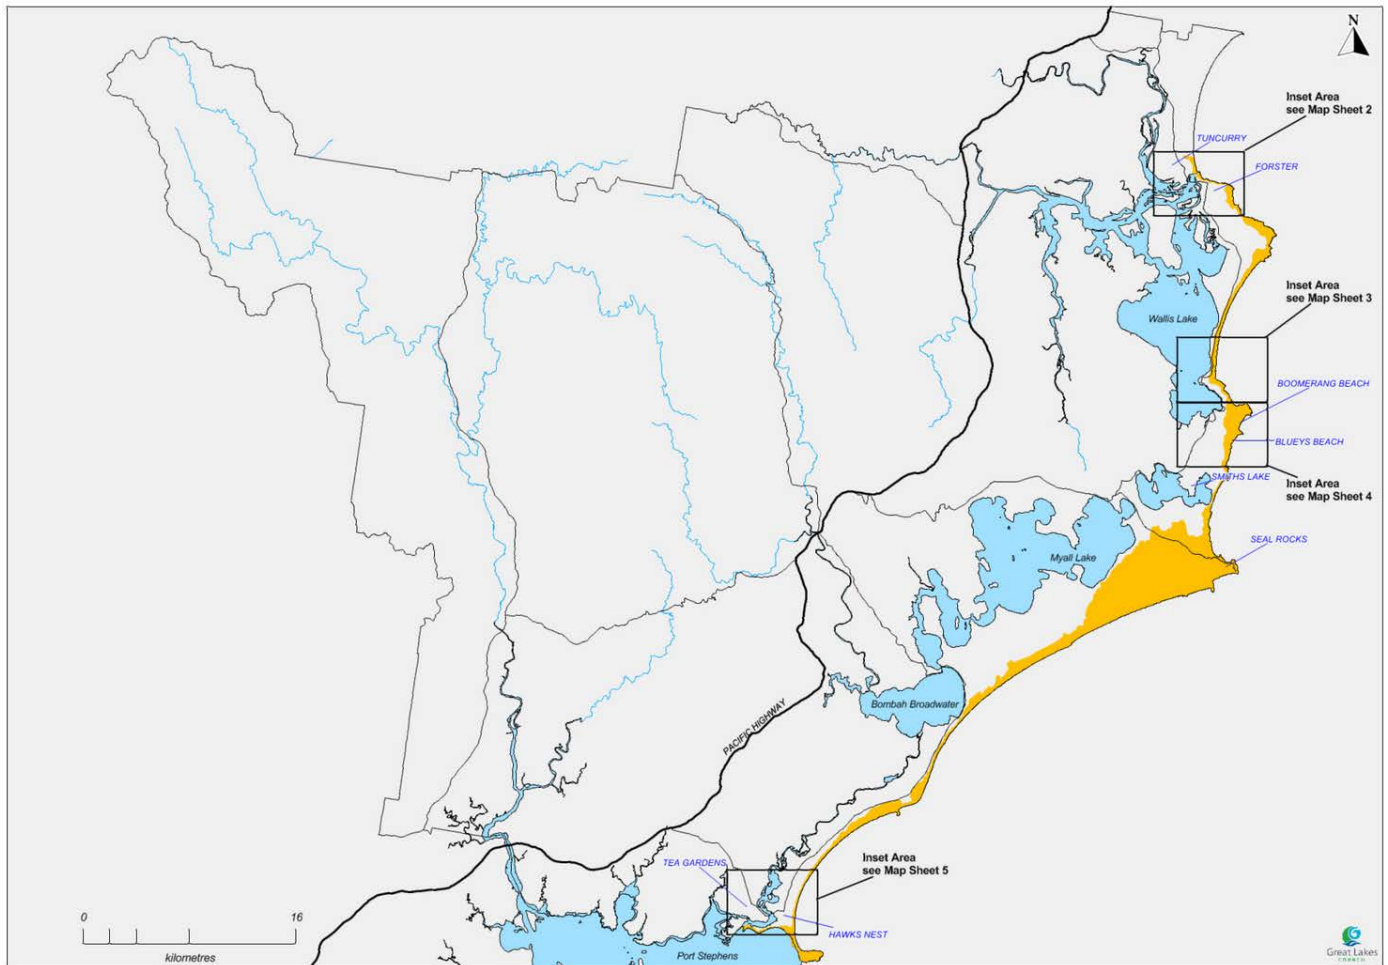 N
Inset Area
see Map Sheet 2
TUNCURRY
FORSTER
Inset Area
see Map Sheet 3
Wallis Lake
BOOMERANG BEACH
BLUEYS BEACH
SMITHS LAKE
Inset Area
see Map Sheet 4
SEAL ROCKS
Myall Lake
Bombah Broadwater
PACIFIC HIGHWAY
Inset Area
see Map Sheet 5
TEA GARDENS
HAWKS NEST
Port Stephens
0 16
kilometres
Great Lakes